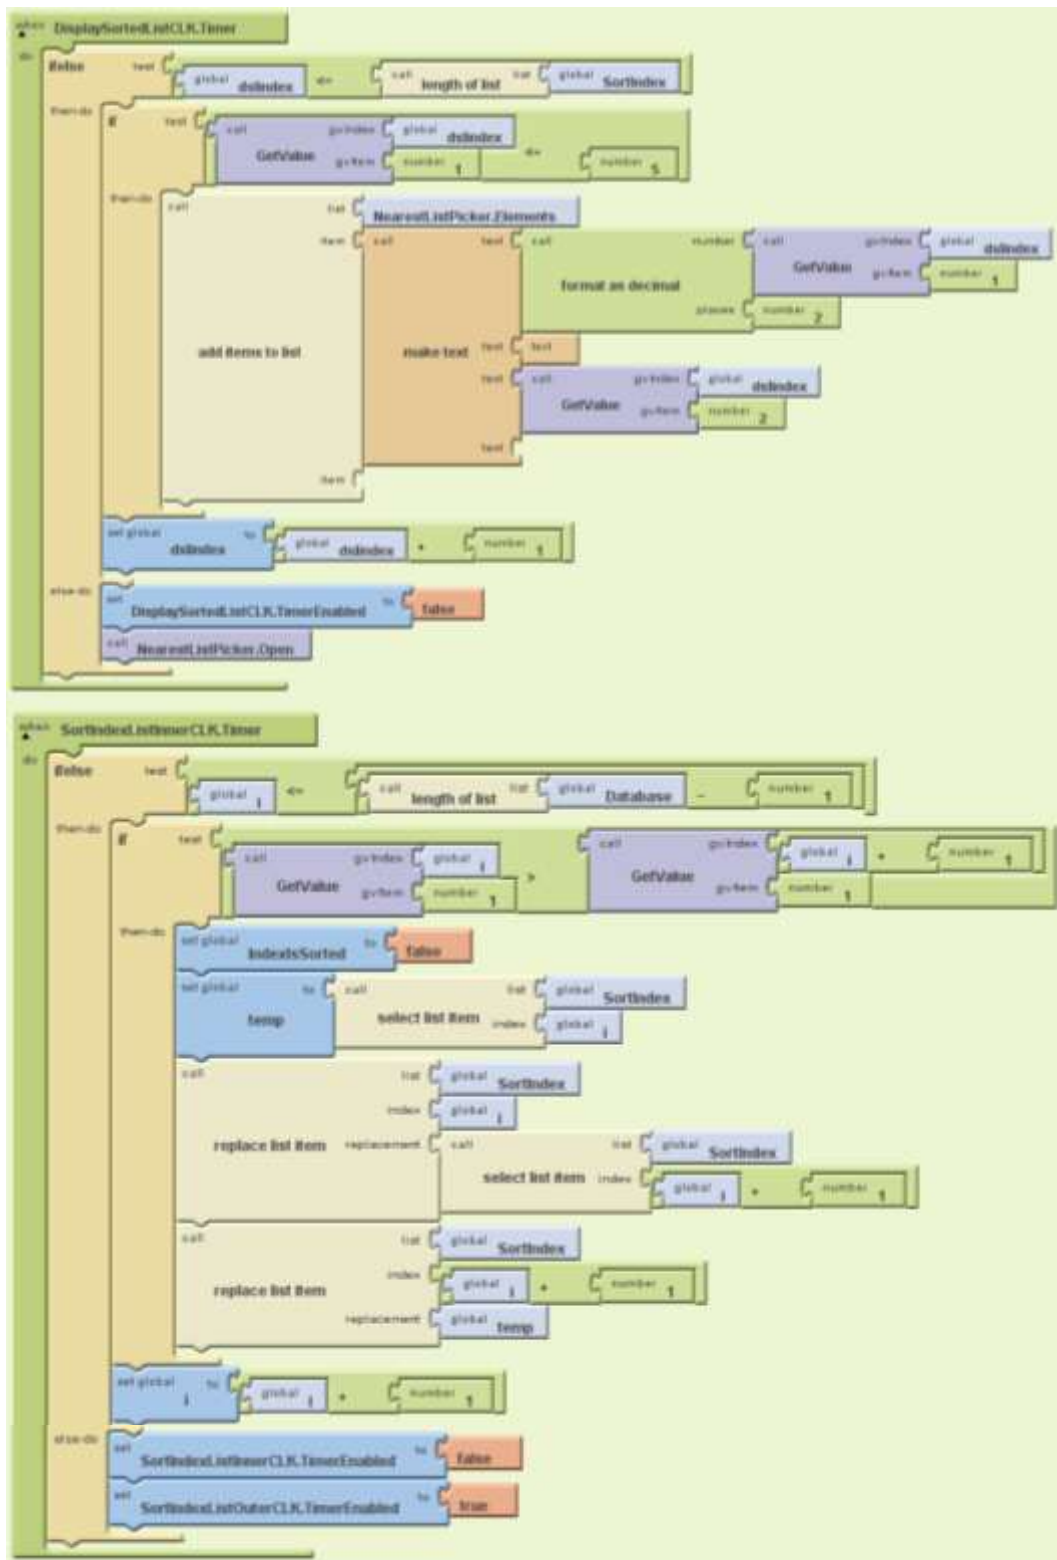 when DisplaySortedListCLK.Timer
do ifelse test global dslIndex <= call length of list list global SortIndex
then-do if test call GetValue gvIndex global dslIndex gvItem number 1 <= number 5
then-do call add items to list list NearestListPicker.Elements
item call make text text call format as decimal number call GetValue gvIndex global dslIndex
gvItem number 1
places number 2
text text
text call GetValue gvIndex global dslIndex
gvItem number 2
text
item
set global dslIndex to global dslIndex + number 1
else-do set DisplaySortedListCLK.TimerEnabled to false
call NearestListPicker.Open
when SortIndexListInnerCLK.Timer
do ifelse test global i <= call length of list list global Database - number 1
then-do if test call GetValue gvIndex global i gvItem number 1 > call GetValue gvIndex global i + number 1 gvItem number 1
then-do set global IndexIsSorted to false
set global temp to call select list item list global SortIndex
index global i
call replace list item list global SortIndex
index global i
replacement call select list item list global SortIndex
index global i + number 1
call replace list item list global SortIndex
index global i + number 1
replacement global temp
set global i to global i + number 1
else-do set SortIndexListInnerCLK.TimerEnabled to false
set SortIndexListOuterCLK.TimerEnabled to true